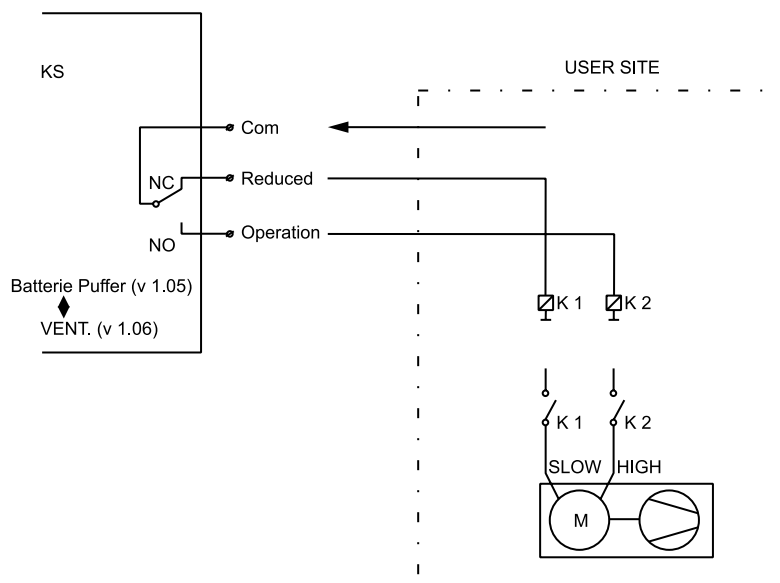 KS
USER SITE
Com
NC
Reduced
NO
Operation
Batterie Puffer (v 1.05)
VENT. (v 1.06)
K 1
K 2
K 1
K 2
SLOW
HIGH
M